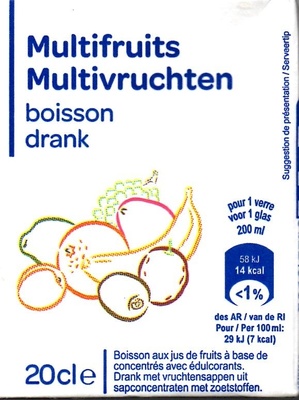 Multifruits
Multivruchten
boisson
drank
Suggestion de présentation / Serveertip
pour 1 verre
voor 1 glas
200 ml
58 kJ
14 kcal
<1%
des AR / van de RI
Pour / Per 100ml:
29 kJ (7 kcal)
20cl e
Boisson aux jus de fruits à base de
concentrés avec édulcorants.
Drank met vruchtensappen uit
sapconcentraten met zoetstoffen.